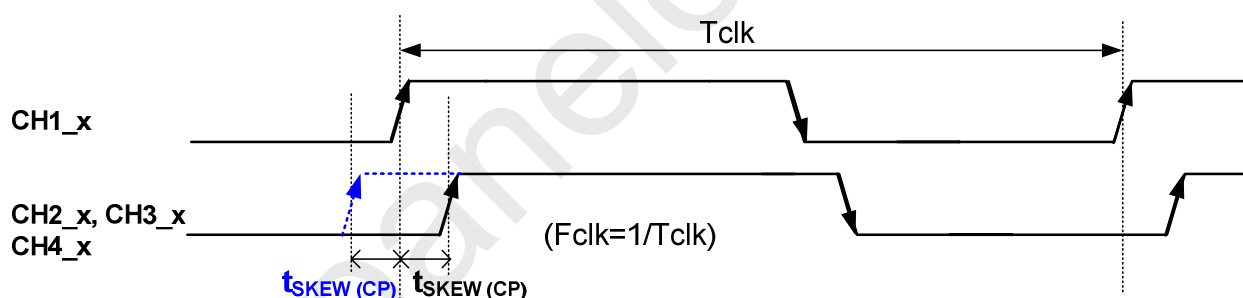 Tclk
CH1_x
CH2_x, CH3_x
CH4_x
(Fclk=1/Tclk)
tSKEW (CP) tSKEW (CP)